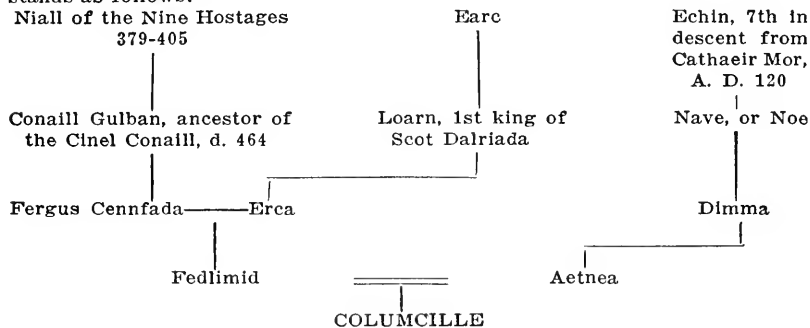 stands as follows:
Niall of the Nine Hostages
379-405
Earc
Echin, 7th in
descent from
Cathaeir Mor,
A. D. 120
Conaill Gulban, ancestor of
the Cinel Conaill, d. 464
Loarn, 1st king of
Scot Dalriada
Nave, or Noe
Fergus Cennfada
Erca
Dimma
Fedlimid
Aetnea
COLUMCILLE